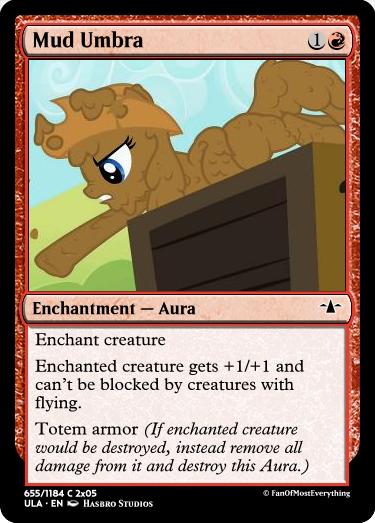 Mud Umbra 1
Enchantment — Aura
Enchant creature
Enchanted creature gets +1/+1 and
can't be blocked by creatures with
flying.
Totem armor (If enchanted creature
would be destroyed, instead remove all
damage from it and destroy this Aura.)
655/1184 C 2x05
ULA · EN HASBRO STUDIOS
© FanOfMostEverything